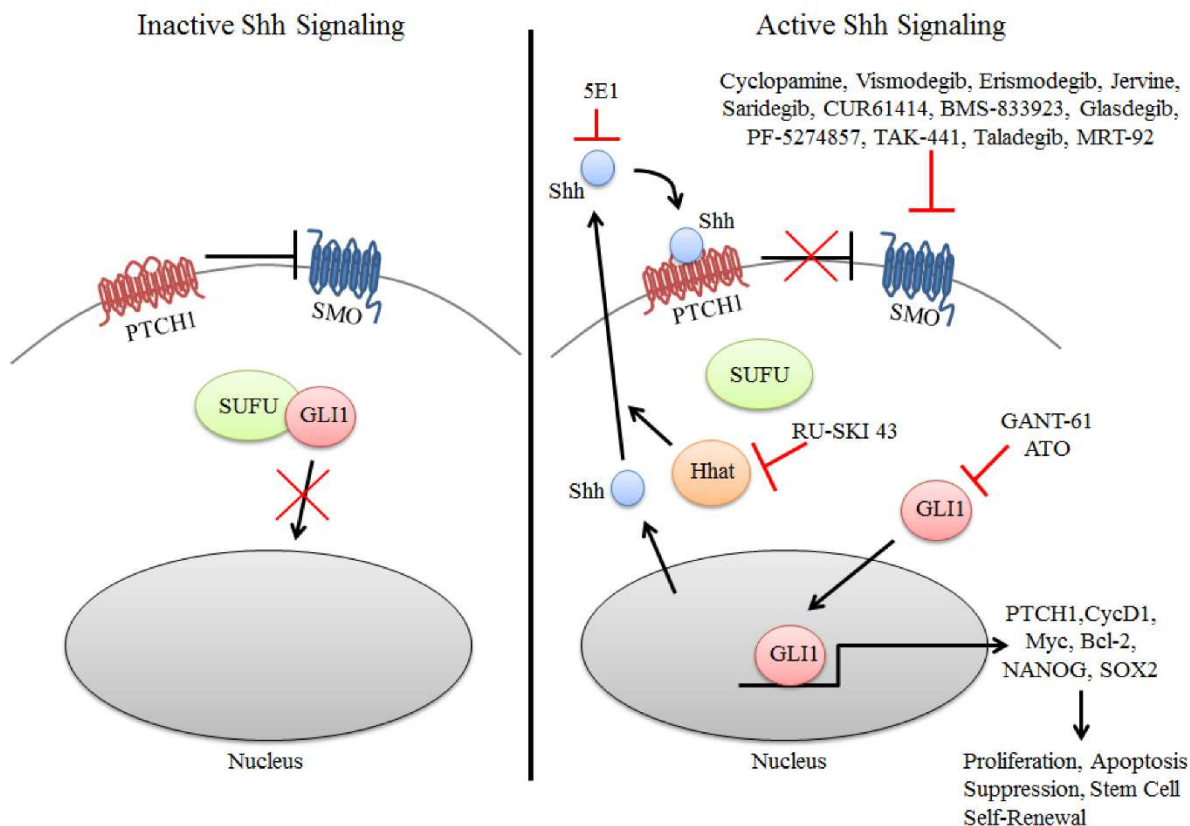 Inactive Shh Signaling
PTCH1
SMO
SUFU
GLI1
Nucleus
Active Shh Signaling
5E1
Cyclopamine, Vismodegib, Erismodegib, Jervine,
Saridegib, CUR61414, BMS-833923, Glasdegib,
PF-5274857, TAK-441, Taladegib, MRT-92
Shh
Shh
PTCH1
SMO
SUFU
RU-SKI 43
GANT-61
ATO
Hhat
Shh
GLI1
GLI1
PTCH1,CycD1,
Myc, Bcl-2,
NANOG, SOX2
Nucleus
Proliferation, Apoptosis
Suppression, Stem Cell
Self-Renewal